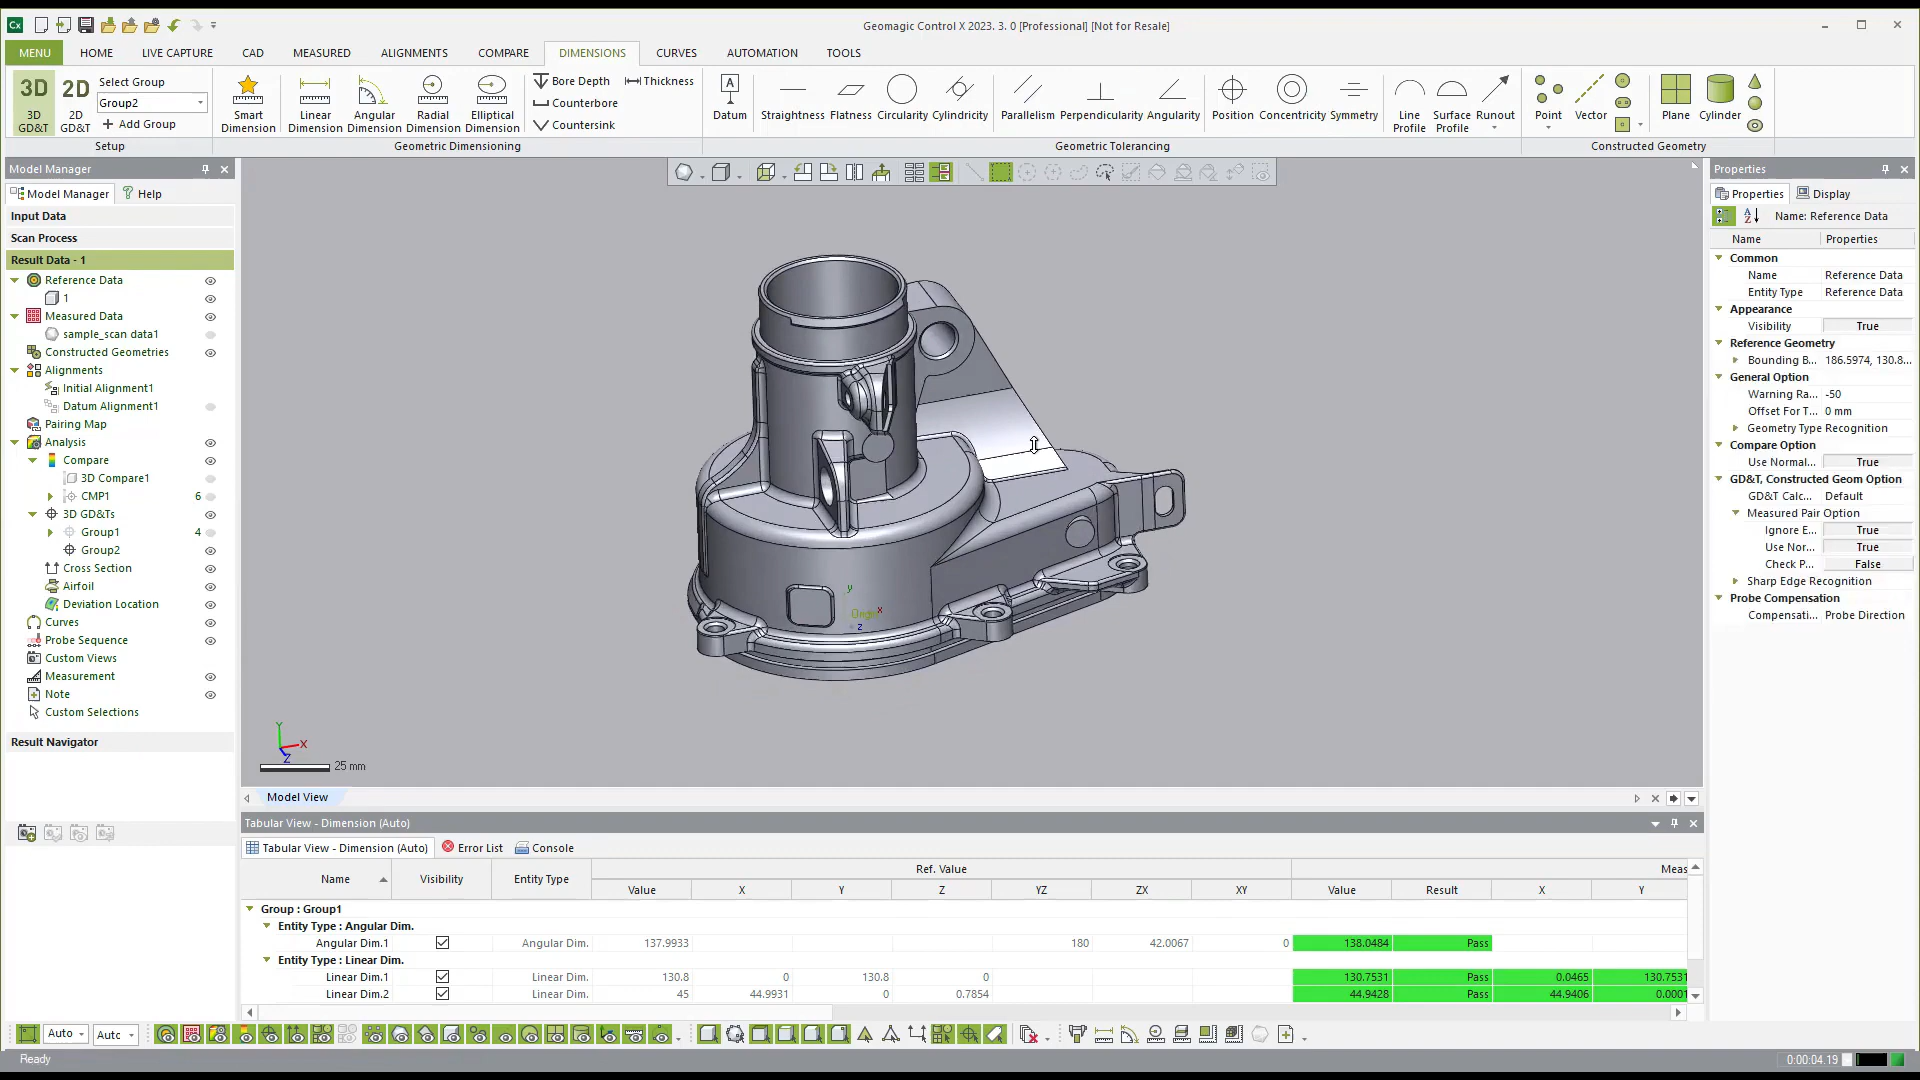 Cx
Geomagic Control X 2023. 3. 0 [Professional] [Not for Resale]
MENU HOME LIVE CAPTURE CAD MEASURED ALIGNMENTS COMPARE DIMENSIONS CURVES AUTOMATION TOOLS
3D 2D Select Group
Group2
3D GD&T 2D GD&T Add Group
Smart Dimension Linear Dimension Angular Dimension Radial Dimension Elliptical Dimension
Bore Depth Thickness
Counterbore
Countersink
A
Datum Straightness Flatness Circularity Cylindricity Parallelism Perpendicularity Angularity Position Concentricity Symmetry Line Profile Surface Profile Runout Point Vector Plane Cylinder
Setup Geometric Dimensioning Geometric Tolerancing Constructed Geometry
Model Manager
Model Manager Help
Input Data
Scan Process
Result Data - 1
Reference Data
1
Measured Data
sample_scan data1
Constructed Geometries
Alignments
Initial Alignment1
Datum Alignment1
Pairing Map
Analysis
Compare
3D Compare1
CMP1 6
3D GD&Ts
Group1 4
Group2
Cross Section
Airfoil
Deviation Location
Curves
Probe Sequence
Custom Views
Measurement
Note
Custom Selections
Result Navigator
y
x
z
Y
X
Z
25 mm
Model View
Properties
Properties Display
A Z Name: Reference Data
Name Properties
Common
Name Reference Data
Entity Type Reference Data
Appearance
Visibility True
Reference Geometry
Bounding B... 186.5974, 130.8...
General Option
Warning Ra... -50
Offset For T... 0 mm
Geometry Type Recognition
Compare Option
Use Normal... True
GD&T, Constructed Geom Option
GD&T Calc... Default
Measured Pair Option
Ignore E... True
Use Nor... True
Check P... False
Sharp Edge Recognition
Probe Compensation
Compensati... Probe Direction
Tabular View - Dimension (Auto)
Tabular View - Dimension (Auto) Error List Console
Name Visibility Entity Type Ref. Value Meas
Value X Y Z YZ ZX XY Value Result X Y
Group : Group1
Entity Type : Angular Dim.
Angular Dim.1 Angular Dim. 137.9933 180 42.0067 0 138.0484 Pass
Entity Type : Linear Dim.
Linear Dim.1 Linear Dim. 130.8 0 130.8 0 130.7531 Pass 0.0465 130.7531
Linear Dim.2 Linear Dim. 45 44.9931 0 0.7854 44.9428 Pass 44.9406 0.0001
Auto Auto
Ready 0:00:04.19